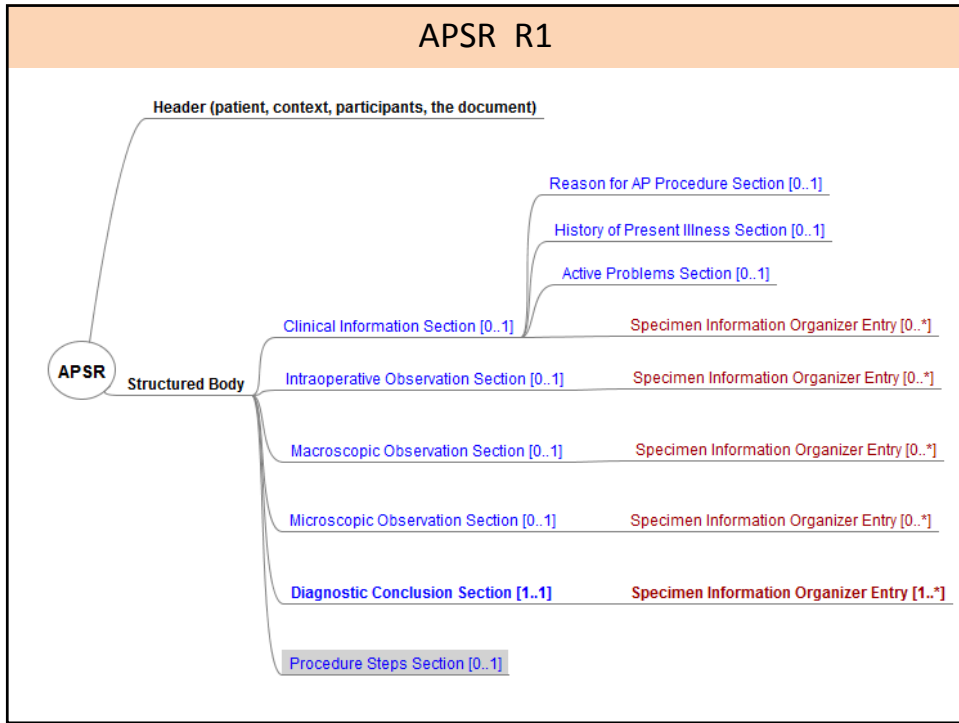 APSR R1
Header (patient, context, participants, the document)
Reason for AP Procedure Section [0..1]
History of Present Illness Section [0..1]
Active Problems Section [0..1]
Clinical Information Section [0..1]
Specimen Information Organizer Entry [0..*]
APSR
Structured Body
Intraoperative Observation Section [0..1]
Specimen Information Organizer Entry [0..*]
Macroscopic Observation Section [0..1]
Specimen Information Organizer Entry [0..*]
Microscopic Observation Section [0..1]
Specimen Information Organizer Entry [0..*]
Diagnostic Conclusion Section [1..1]
Specimen Information Organizer Entry [1..*]
Procedure Steps Section [0..1]